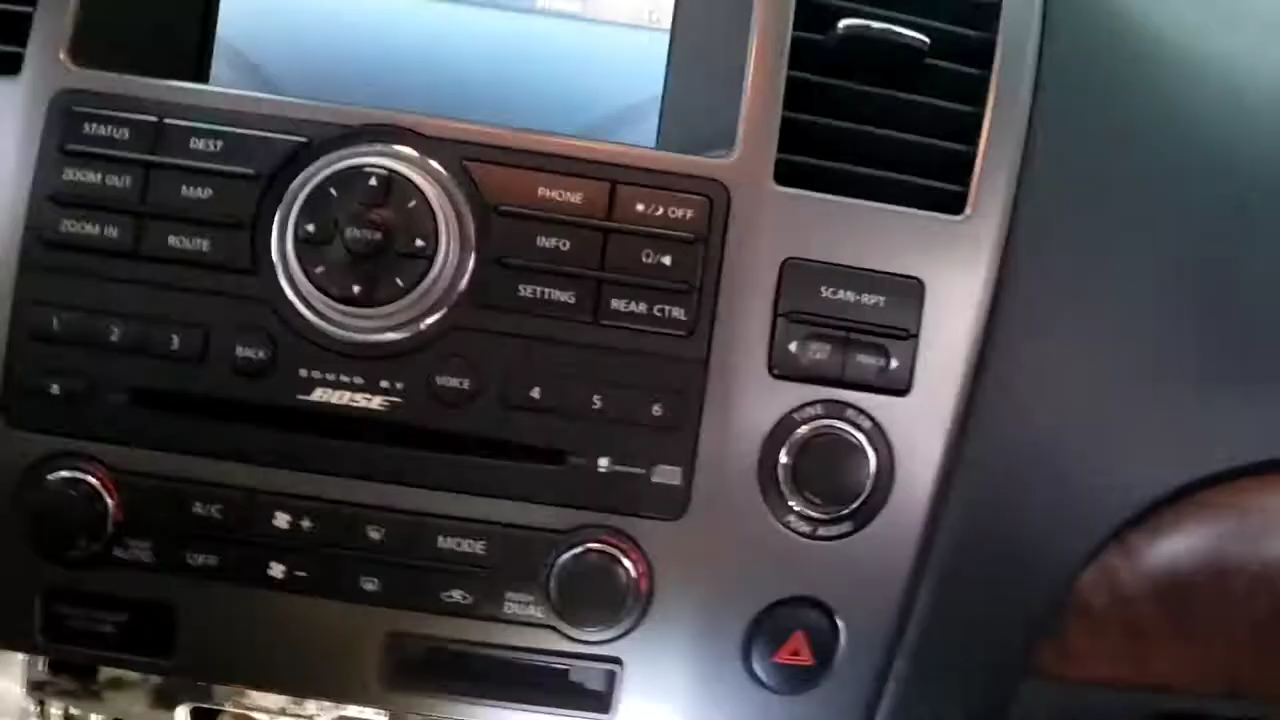 STATUS
DEST
ZOOM OUT
MAP
ZOOM IN
ROUTE
ENTER
PHONE
OFF
INFO
SETTING
REAR CTRL
1
2
3
BACK
SOUND BY
BOSE
VOICE
4
5
6
SCAN·RPT
A/C
+
MODE
OFF
-
DUAL